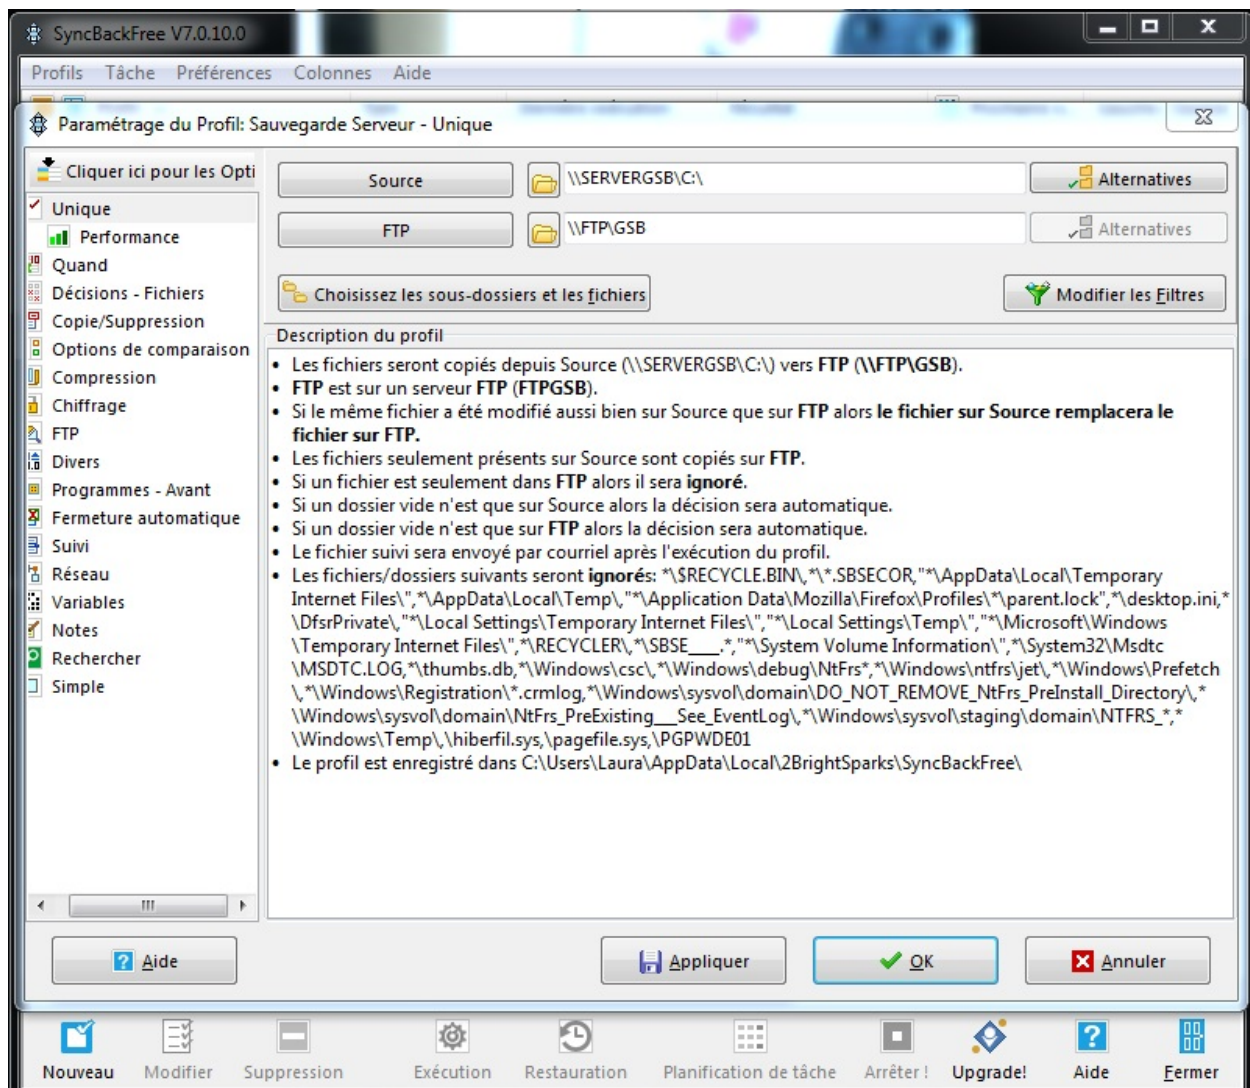 SyncBackFree V7.0.10.0
Profils Tâche Préférences Colonnes Aide
Paramétrage du Profil: Sauvegarde Serveur - Unique
Cliquer ici pour les Opti
Unique
Performance
Quand
Décisions - Fichiers
Copie/Suppression
Options de comparaison
Compression
Chiffrage
FTP
Divers
Programmes - Avant
Fermeture automatique
Suivi
Réseau
Variables
Notes
Rechercher
Simple
Source \\SERVERGSB\C:\ Alternatives
FTP \\FTP\GSB Alternatives
Choisissez les sous-dossiers et les fichiers Modifier les Filtres
Description du profil
• Les fichiers seront copiés depuis Source (\\SERVERGSB\C:\) vers FTP (\\FTP\GSB).
• FTP est sur un serveur FTP (FTPGSB).
• Si le même fichier a été modifié aussi bien sur Source que sur FTP alors le fichier sur Source remplacera le
fichier sur FTP.
• Les fichiers seulement présents sur Source sont copiés sur FTP.
• Si un fichier est seulement dans FTP alors il sera ignoré.
• Si un dossier vide n'est que sur Source alors la décision sera automatique.
• Si un dossier vide n'est que sur FTP alors la décision sera automatique.
• Le fichier suivi sera envoyé par courriel après l'exécution du profil.
• Les fichiers/dossiers suivants seront ignorés: *\$RECYCLE.BIN\,*\*.SBSECOR,"*\AppData\Local\Temporary
Internet Files\",*\AppData\Local\Temp\,"*\Application Data\Mozilla\Firefox\Profiles\*\parent.lock",*\desktop.ini,*
\DfsrPrivate\,"*\Local Settings\Temporary Internet Files\","*\Local Settings\Temp\","*\Microsoft\Windows
\Temporary Internet Files\",*\RECYCLER\,*\SBSE___.*,"*\System Volume Information\",*\System32\Msdtc
\MSDTC.LOG,*\thumbs.db,*\Windows\csc\,*\Windows\debug\NtFrs*,*\Windows\ntfrs\jet\,*\Windows\Prefetch
\,*\Windows\Registration\*.crmlog,*\Windows\sysvol\domain\DO_NOT_REMOVE_NtFrs_PreInstall_Directory\,*
\Windows\sysvol\domain\NtFrs_PreExisting___See_EventLog\,*\Windows\sysvol\staging\domain\NTFRS_*,*
\Windows\Temp\,\hiberfil.sys,\pagefile.sys,\PGPWDE01
• Le profil est enregistré dans C:\Users\Laura\AppData\Local\2BrightSparks\SyncBackFree\
Aide Appliquer OK Annuler
Nouveau Modifier Suppression Exécution Restauration Planification de tâche Arrêter ! Upgrade! Aide Fermer